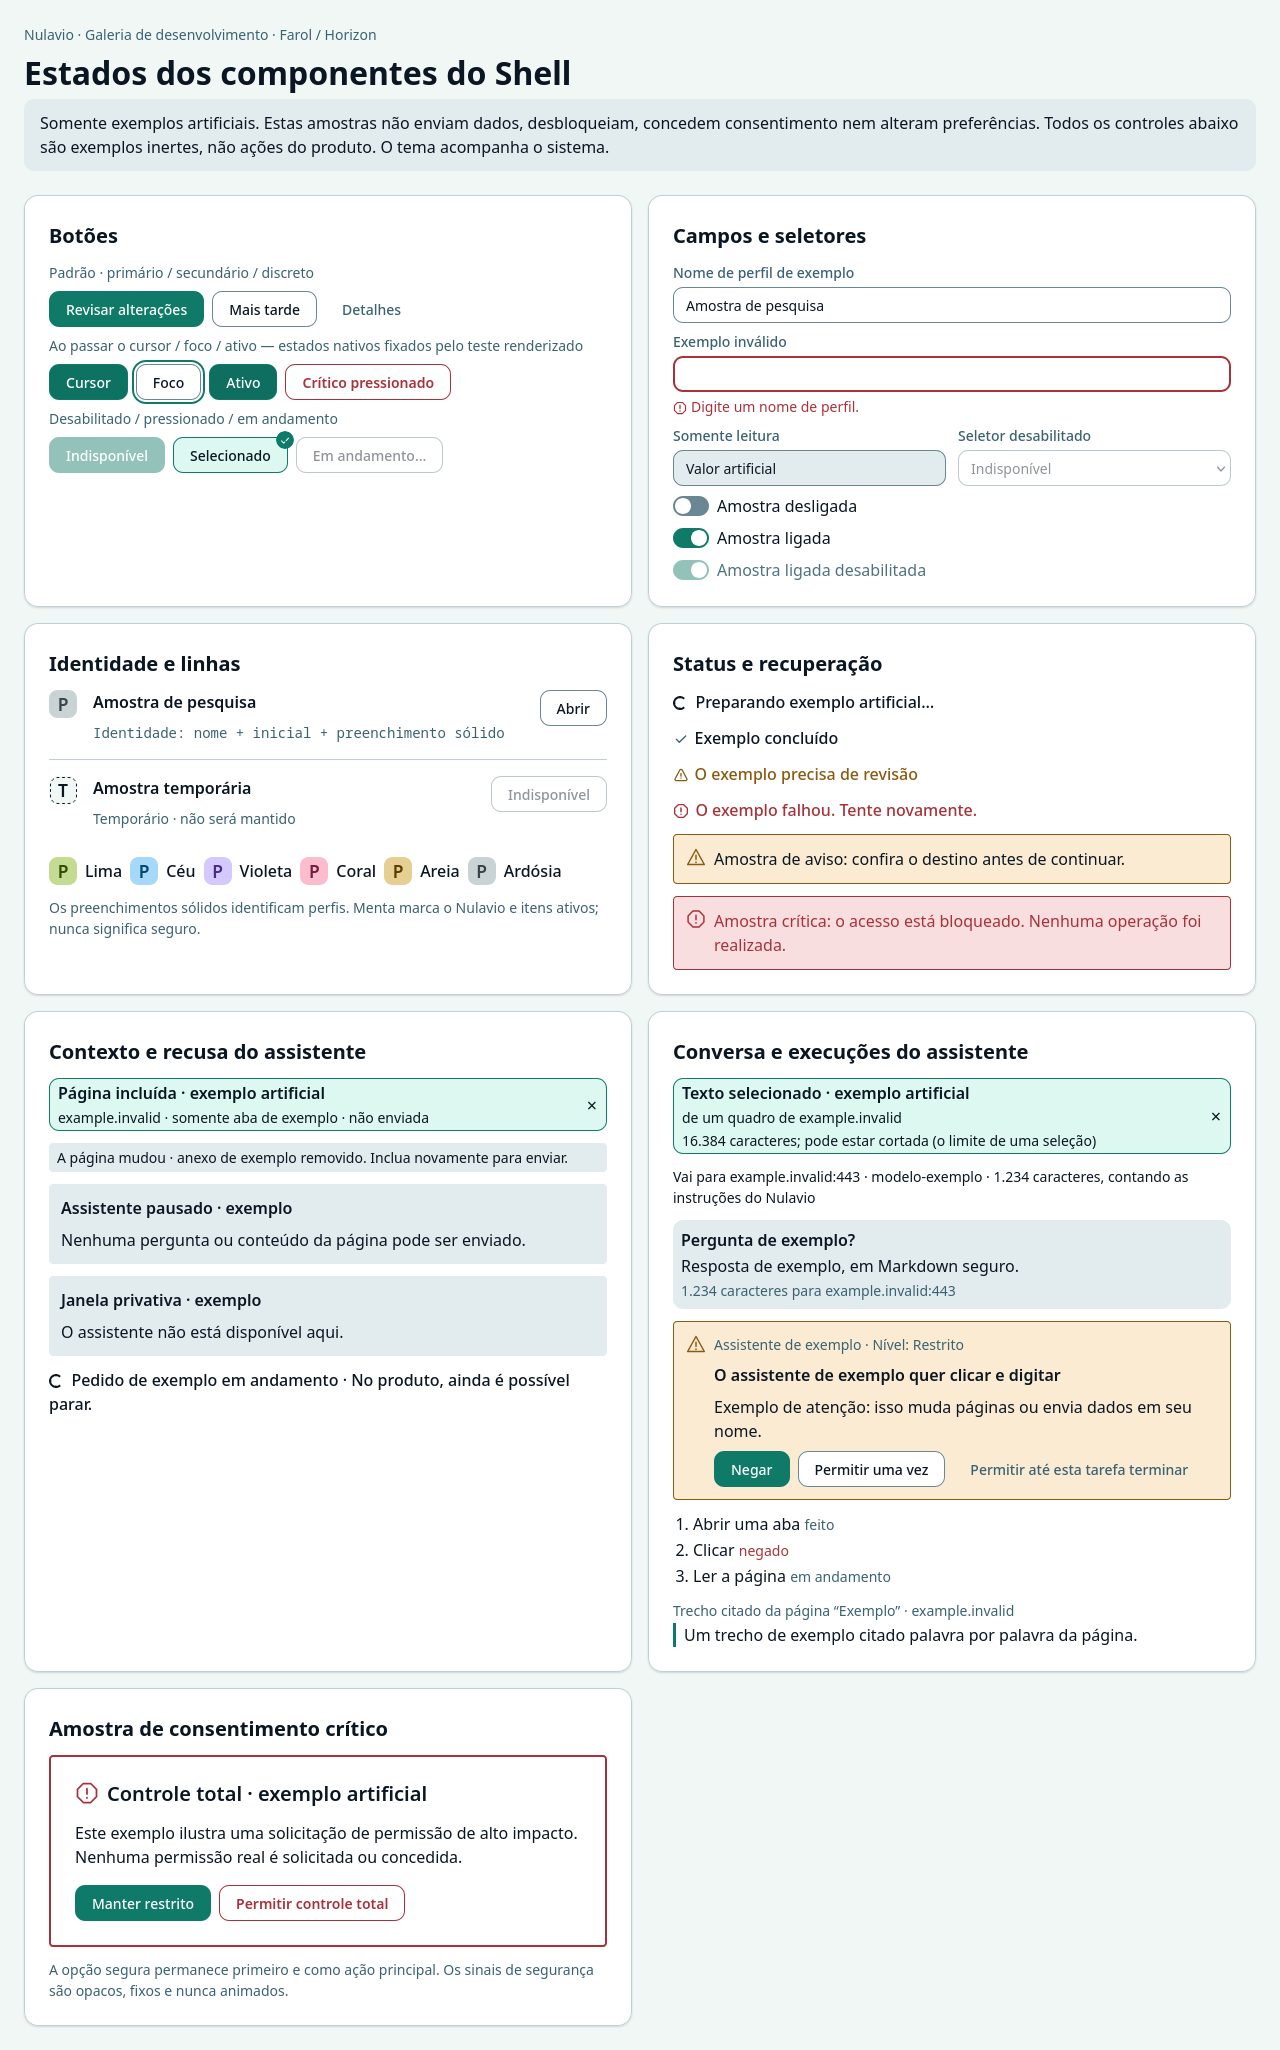 Nulavio · Galeria de desenvolvimento · Farol / Horizon
Estados dos componentes do Shell
Somente exemplos artificiais. Estas amostras não enviam dados, desbloqueiam, concedem consentimento nem alteram preferências. Todos os controles abaixo
são exemplos inertes, não ações do produto. O tema acompanha o sistema.
Botões
Padrão · primário / secundário / discreto
Revisar alterações Mais tarde Detalhes
Ao passar o cursor / foco / ativo — estados nativos fixados pelo teste renderizado
Cursor Foco Ativo Crítico pressionado
Desabilitado / pressionado / em andamento
Indisponível Selecionado Em andamento…
Campos e seletores
Nome de perfil de exemplo
Amostra de pesquisa
Exemplo inválido
Digite um nome de perfil.
Somente leitura Seletor desabilitado
Valor artificial Indisponível
Amostra desligada
Amostra ligada
Amostra ligada desabilitada
Identidade e linhas
P Amostra de pesquisa Abrir
Identidade: nome + inicial + preenchimento sólido
T Amostra temporária Indisponível
Temporário · não será mantido
P Lima P Céu P Violeta P Coral P Areia P Ardósia
Os preenchimentos sólidos identificam perfis. Menta marca o Nulavio e itens ativos;
nunca significa seguro.
Status e recuperação
Preparando exemplo artificial…
Exemplo concluído
O exemplo precisa de revisão
O exemplo falhou. Tente novamente.
Amostra de aviso: confira o destino antes de continuar.
Amostra crítica: o acesso está bloqueado. Nenhuma operação foi
realizada.
Contexto e recusa do assistente
Página incluída · exemplo artificial
example.invalid · somente aba de exemplo · não enviada
×
A página mudou · anexo de exemplo removido. Inclua novamente para enviar.
Assistente pausado · exemplo
Nenhuma pergunta ou conteúdo da página pode ser enviado.
Janela privativa · exemplo
O assistente não está disponível aqui.
Pedido de exemplo em andamento · No produto, ainda é possível
parar.
Conversa e execuções do assistente
Texto selecionado · exemplo artificial
de um quadro de example.invalid
×
16.384 caracteres; pode estar cortada (o limite de uma seleção)
Vai para example.invalid:443 · modelo-exemplo · 1.234 caracteres, contando as
instruções do Nulavio
Pergunta de exemplo?
Resposta de exemplo, em Markdown seguro.
1.234 caracteres para example.invalid:443
Assistente de exemplo · Nível: Restrito
O assistente de exemplo quer clicar e digitar
Exemplo de atenção: isso muda páginas ou envia dados em seu
nome.
Negar Permitir uma vez Permitir até esta tarefa terminar
1. Abrir uma aba feito
2. Clicar negado
3. Ler a página em andamento
Trecho citado da página “Exemplo” · example.invalid
Um trecho de exemplo citado palavra por palavra da página.
Amostra de consentimento crítico
Controle total · exemplo artificial
Este exemplo ilustra uma solicitação de permissão de alto impacto.
Nenhuma permissão real é solicitada ou concedida.
Manter restrito Permitir controle total
A opção segura permanece primeiro e como ação principal. Os sinais de segurança
são opacos, fixos e nunca animados.